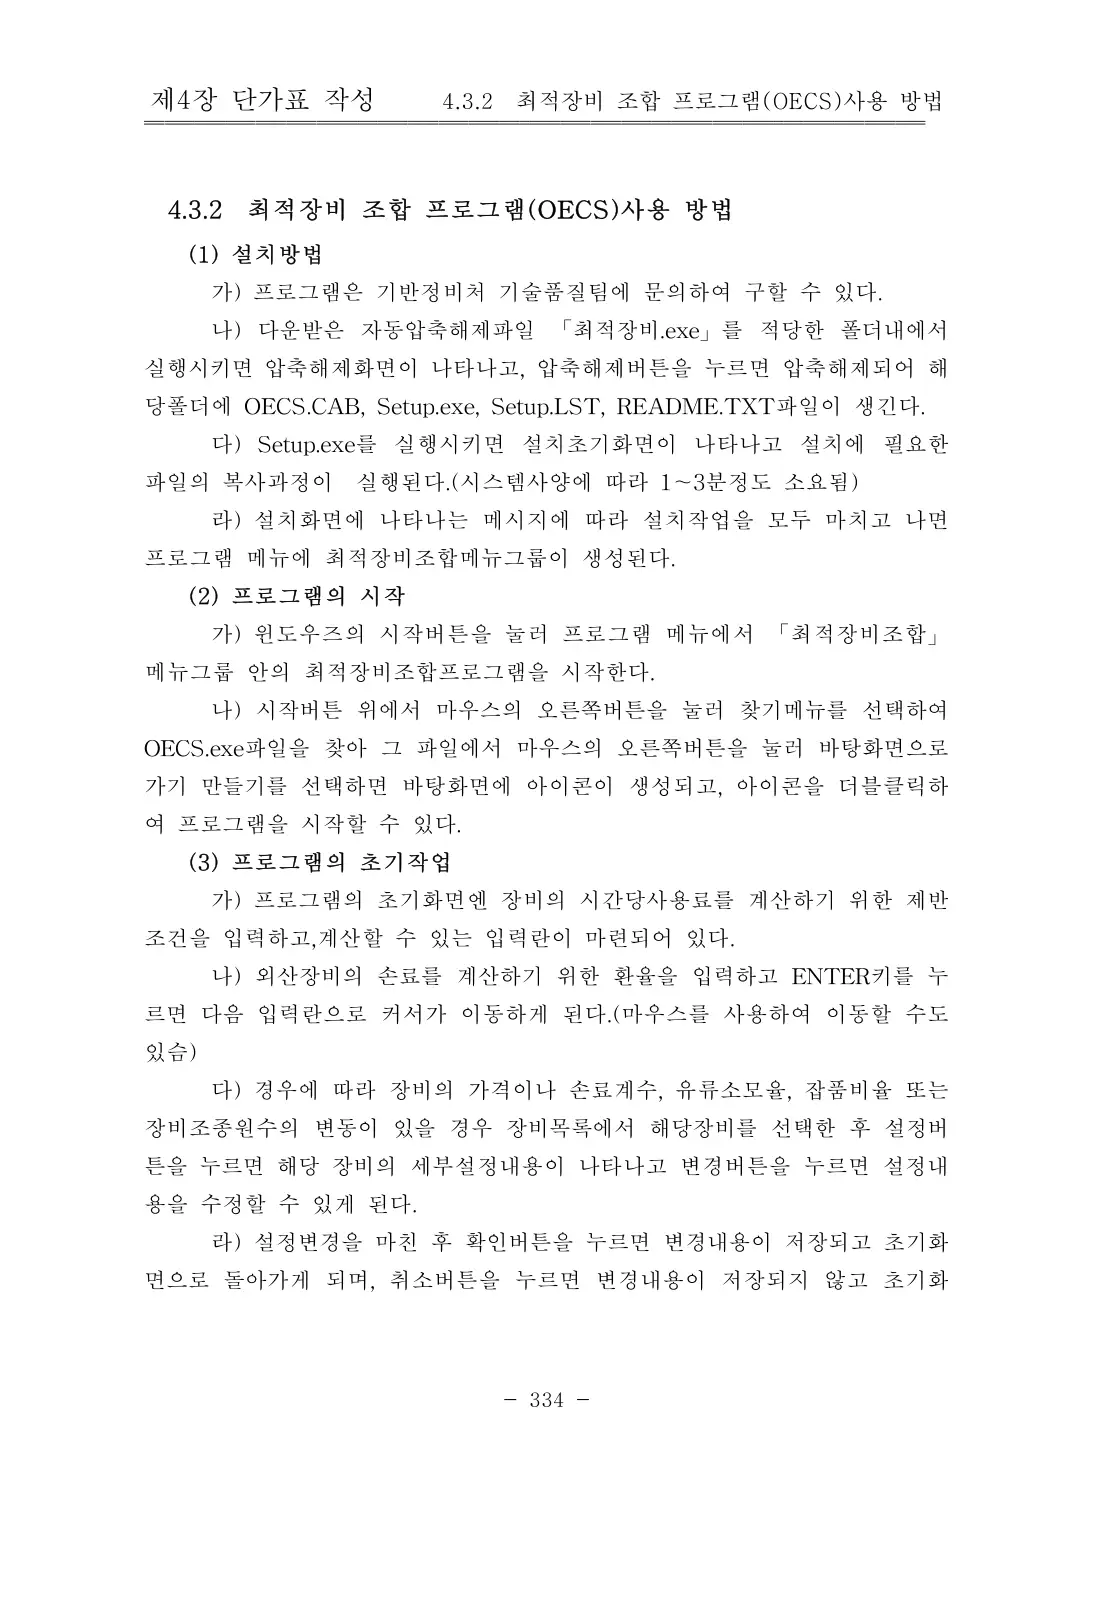 제4장 단가표 작성 4.3.2 최적장비 조합 프로그램(OECS)사용 방법
4.3.2 최적장비 조합 프로그램(OECS)사용 방법
(1) 설치방법
가) 프로그램은 기반정비처 기술품질팀에 문의하여 구할 수 있다.
나) 다운받은 자동압축해제파일 「최적장비.exe」를 적당한 폴더내에서
실행시키면 압축해제화면이 나타나고, 압축해제버튼을 누르면 압축해제되어 해
당폴더에 OECS.CAB, Setup.exe, Setup.LST, README.TXT파일이 생긴다.
다) Setup.exe를 실행시키면 설치초기화면이 나타나고 설치에 필요한
파일의 복사과정이 실행된다.(시스템사양에 따라 1~3분정도 소요됨)
라) 설치화면에 나타나는 메시지에 따라 설치작업을 모두 마치고 나면
프로그램 메뉴에 최적장비조합메뉴그룹이 생성된다.
(2) 프로그램의 시작
가) 윈도우즈의 시작버튼을 눌러 프로그램 메뉴에서 「최적장비조합」
메뉴그룹 안의 최적장비조합프로그램을 시작한다.
나) 시작버튼 위에서 마우스의 오른쪽버튼을 눌러 찾기메뉴를 선택하여
OECS.exe파일을 찾아 그 파일에서 마우스의 오른쪽버튼을 눌러 바탕화면으로
가기 만들기를 선택하면 바탕화면에 아이콘이 생성되고, 아이콘을 더블클릭하
여 프로그램을 시작할 수 있다.
(3) 프로그램의 초기작업
가) 프로그램의 초기화면엔 장비의 시간당사용료를 계산하기 위한 제반
조건을 입력하고,계산할 수 있는 입력란이 마련되어 있다.
나) 외산장비의 손료를 계산하기 위한 환율을 입력하고 ENTER키를 누
르면 다음 입력란으로 커서가 이동하게 된다.(마우스를 사용하여 이동할 수도
있슴)
다) 경우에 따라 장비의 가격이나 손료계수, 유류소모율, 잡품비율 또는
장비조종원수의 변동이 있을 경우 장비목록에서 해당장비를 선택한 후 설정버
튼을 누르면 해당 장비의 세부설정내용이 나타나고 변경버튼을 누르면 설정내
용을 수정할 수 있게 된다.
라) 설정변경을 마친 후 확인버튼을 누르면 변경내용이 저장되고 초기화
면으로 돌아가게 되며, 취소버튼을 누르면 변경내용이 저장되지 않고 초기화
- 334 -